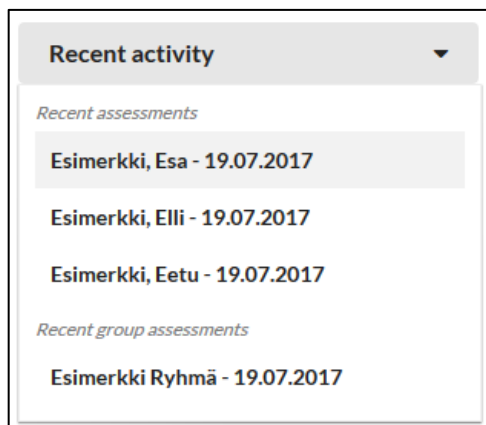 Recent activity
Recent assessments
Esimerkki, Esa - 19.07.2017
Esimerkki, Elli - 19.07.2017
Esimerkki, Eetu - 19.07.2017
Recent group assessments
Esimerkki Ryhmä - 19.07.2017